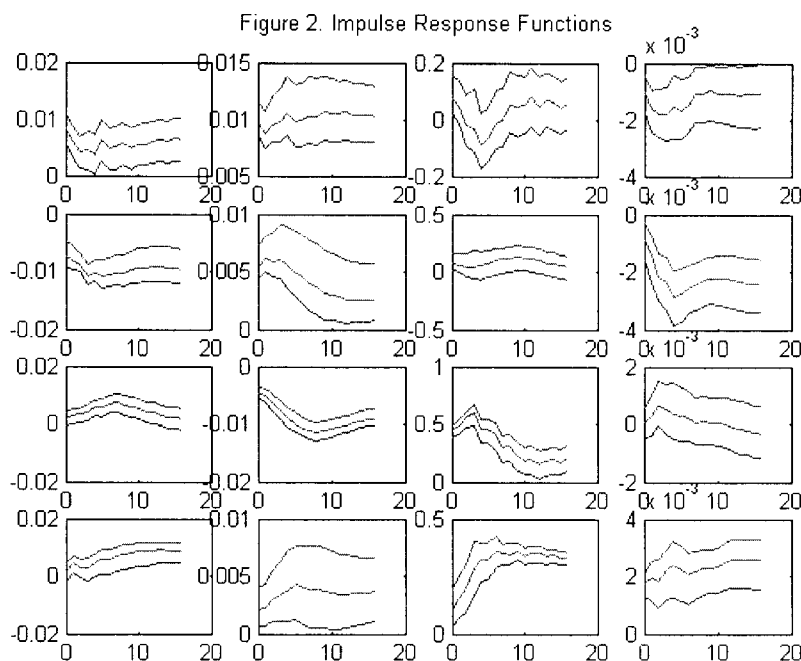 Figure 2. Impulse Response Functions
x 10⁻³
0.02 0.015 0.2 0
0.01 0.01 0 -2
0 0.005 -0.2 -4
0 10 20 0 10 20 0 10 20 0 10 20
x 10⁻³
0 0.01 0.5 0
-0.01 0.005 0 -2
-0.02 0 -0.5 -4
0 10 20 0 10 20 0 10 20 0 10 20
x 10⁻³
0.02 0 1 2
0 -0.01 0.5 0
-0.02 -0.02 0 -2
0 10 20 0 10 20 0 10 20 0 10 20
x 10⁻³
0.02 0.01 0.5 4
0 0.005 2
-0.02 0 0 0
0 10 20 0 10 20 0 10 20 0 10 20